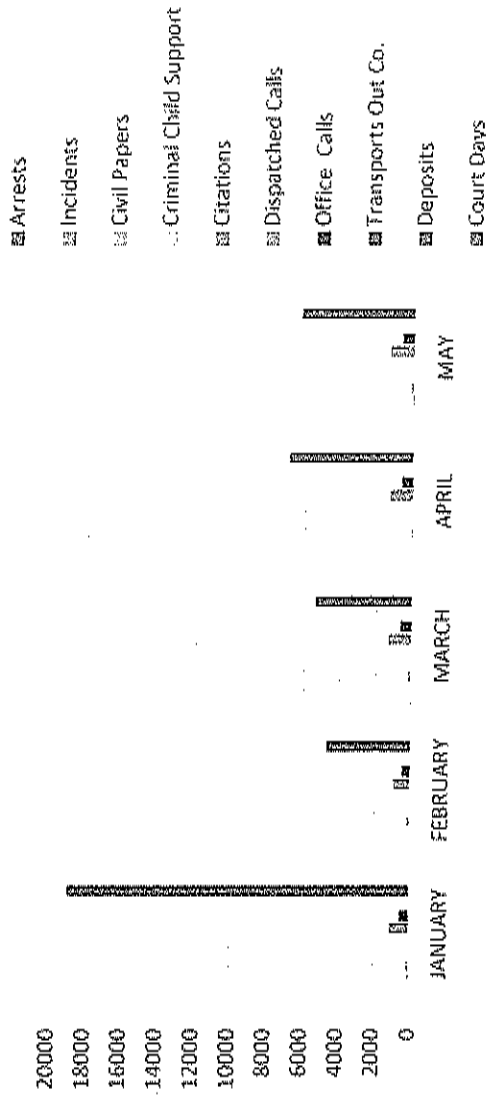 20000
18000
16000
14000
12000
10000
8000
6000
4000
2000
0
JANUARY
FEBRUARY
MARCH
APRIL
MAY
Arrests
Incidents
Civil Papers
Criminal Child Support
Citations
Dispatched Calls
Office Calls
Transports Out Co.
Deposits
Court Days